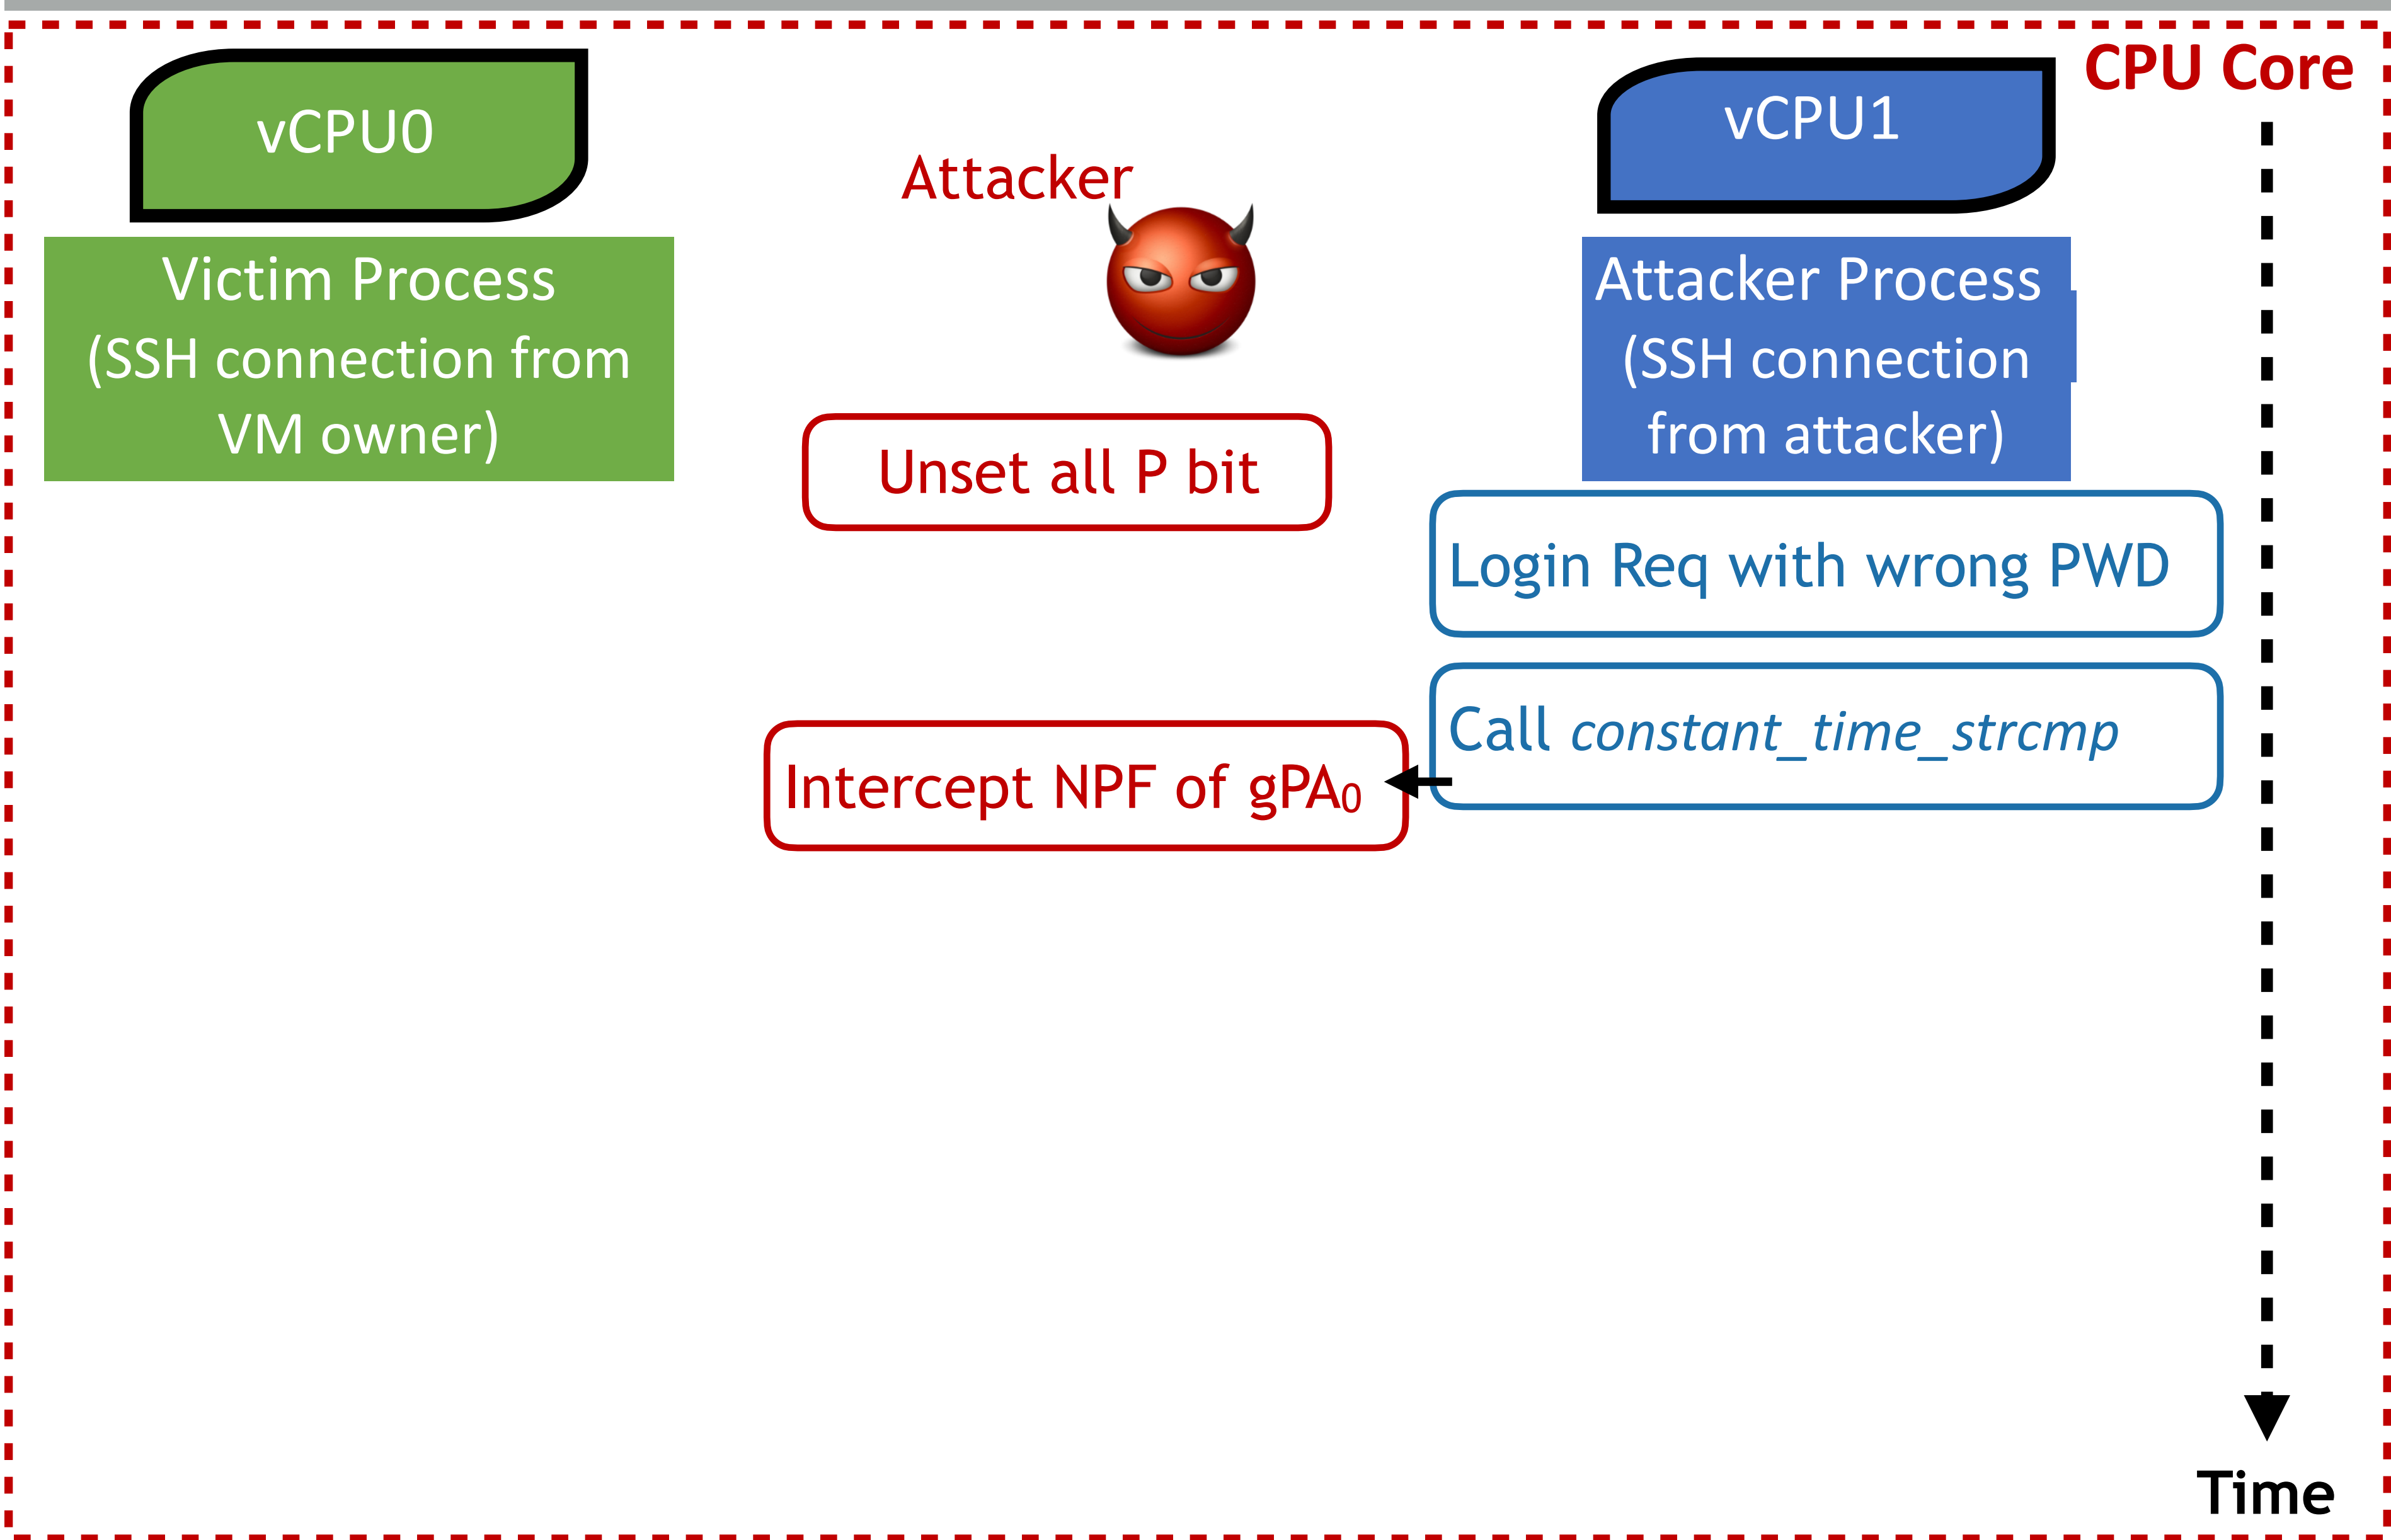 CPU Core
vCPU0
vCPU1
Attacker
Victim Process
(SSH connection from
VM owner)
Attacker Process
(SSH connection
from attacker)
Unset all P bit
Login Req with wrong PWD
Call constant_time_strcmp
Intercept NPF of gPA₀
Time